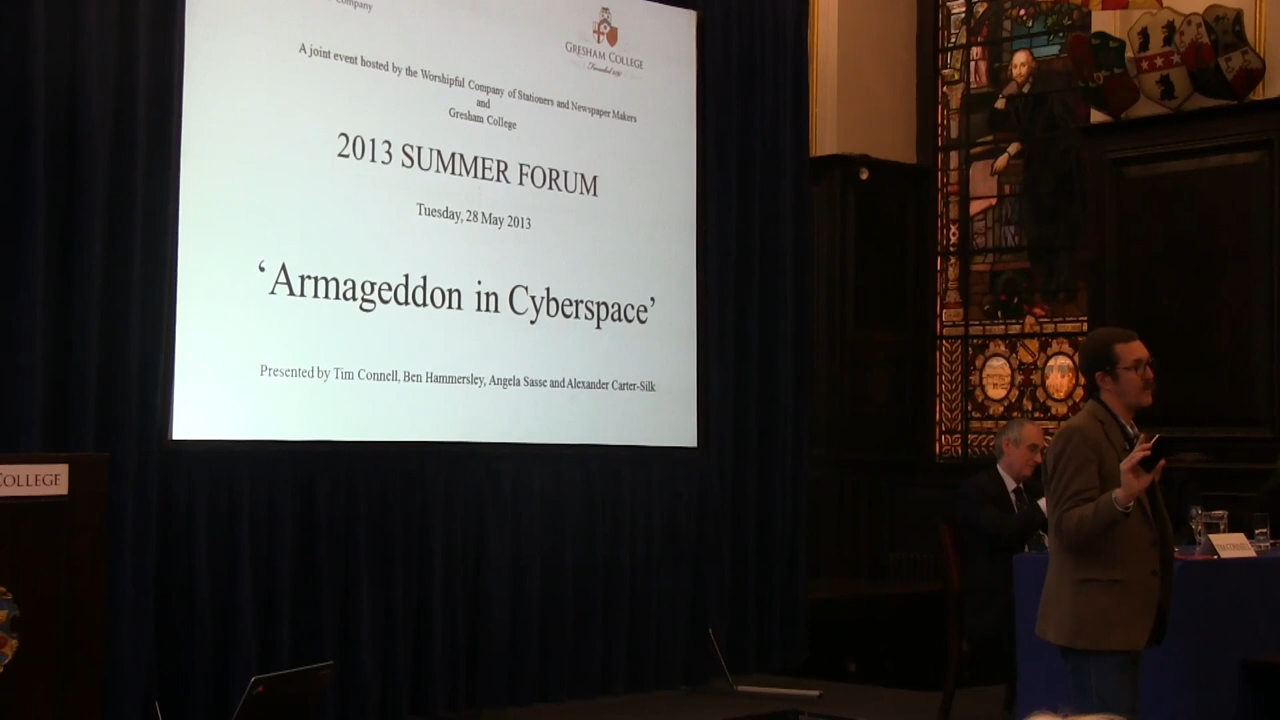 Company
GRESHAM COLLEGE
A joint event hosted by the Worshipful Company of Stationers and Newspaper Makers
and
Gresham College
2013 SUMMER FORUM
Tuesday, 28 May 2013
‘Armageddon in Cyberspace’
Presented by Tim Connell, Ben Hammersley, Angela Sasse and Alexander Carter-Silk
COLLEGE
TIM CONNELL